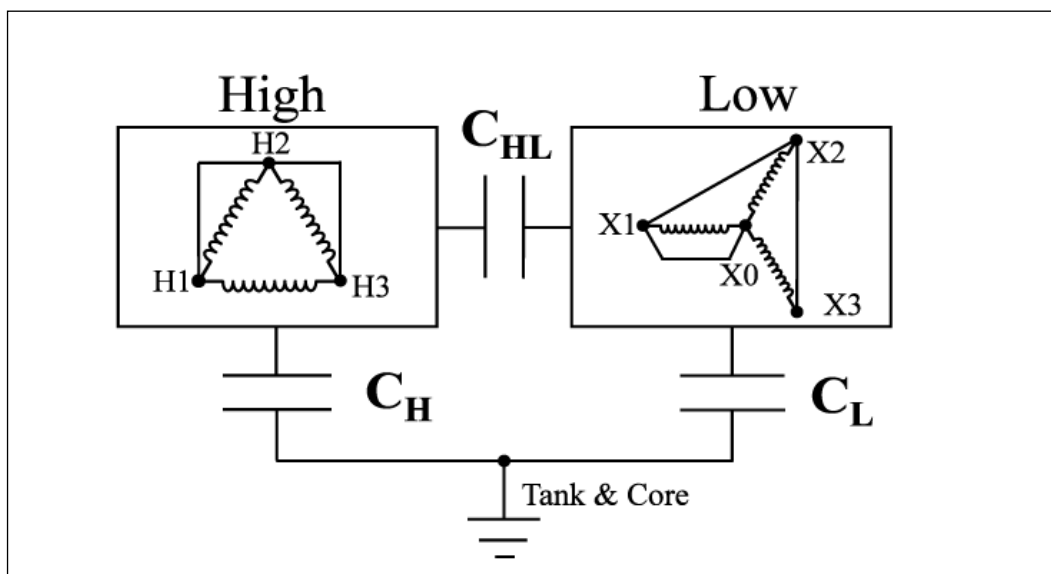 High
Low
C_HL
H2
X2
X1
X0
H1
H3
X3
C_H
C_L
Tank & Core